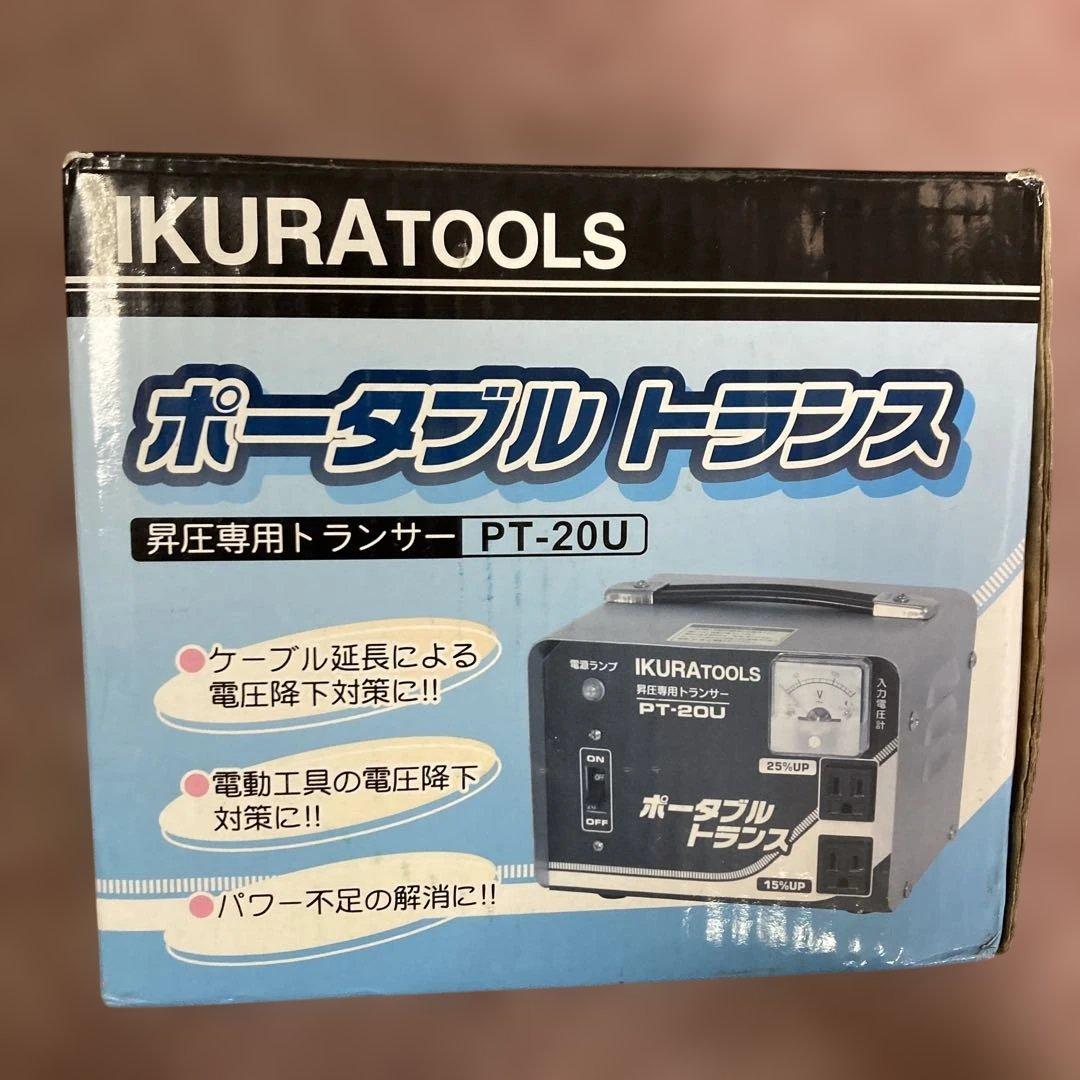 IKURATOOLS
ポータブルトランス
昇圧専用トランサー PT-20U
●ケーブル延長による
電圧降下対策に!!
●電動工具の電圧降下
対策に!!
●パワー不足の解消に!!
電源ランプ
IKURATOOLS
昇圧専用トランサー
PT-20U
V
入力電圧計
ON
OFF
OFF
25%UP
ポータブル
トランス
15%UP